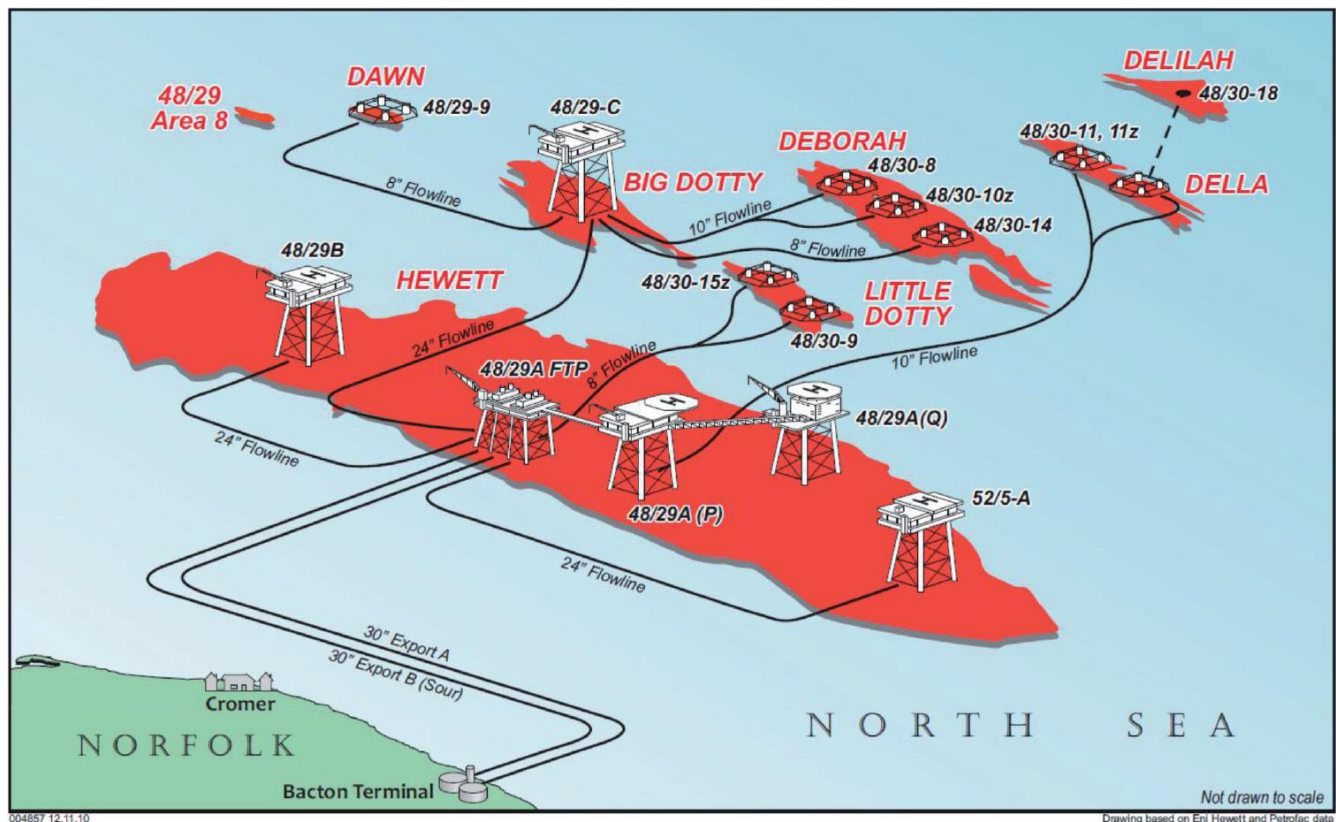 DAWN
48/29-9
48/29
Area 8
48/29-C
DELILAH
48/30-18
48/30-11, 11z
DEBORAH
48/30-8
48/30-10z
48/30-14
DELLA
BIG DOTTY
8" Flowline
10" Flowline
8" Flowline
48/29B
HEWETT
48/30-15z
LITTLE
DOTTY
48/30-9
24" Flowline
8" Flowline
10" Flowline
48/29A FTP
48/29A(Q)
24" Flowline
48/29A (P)
52/5-A
24" Flowline
30" Export A
30" Export B (Sour)
Cromer
NORFOLK
NORTH SEA
Bacton Terminal
Not drawn to scale
004857 12.11.10
Drawing based on Eni Hewett and Petrofac data